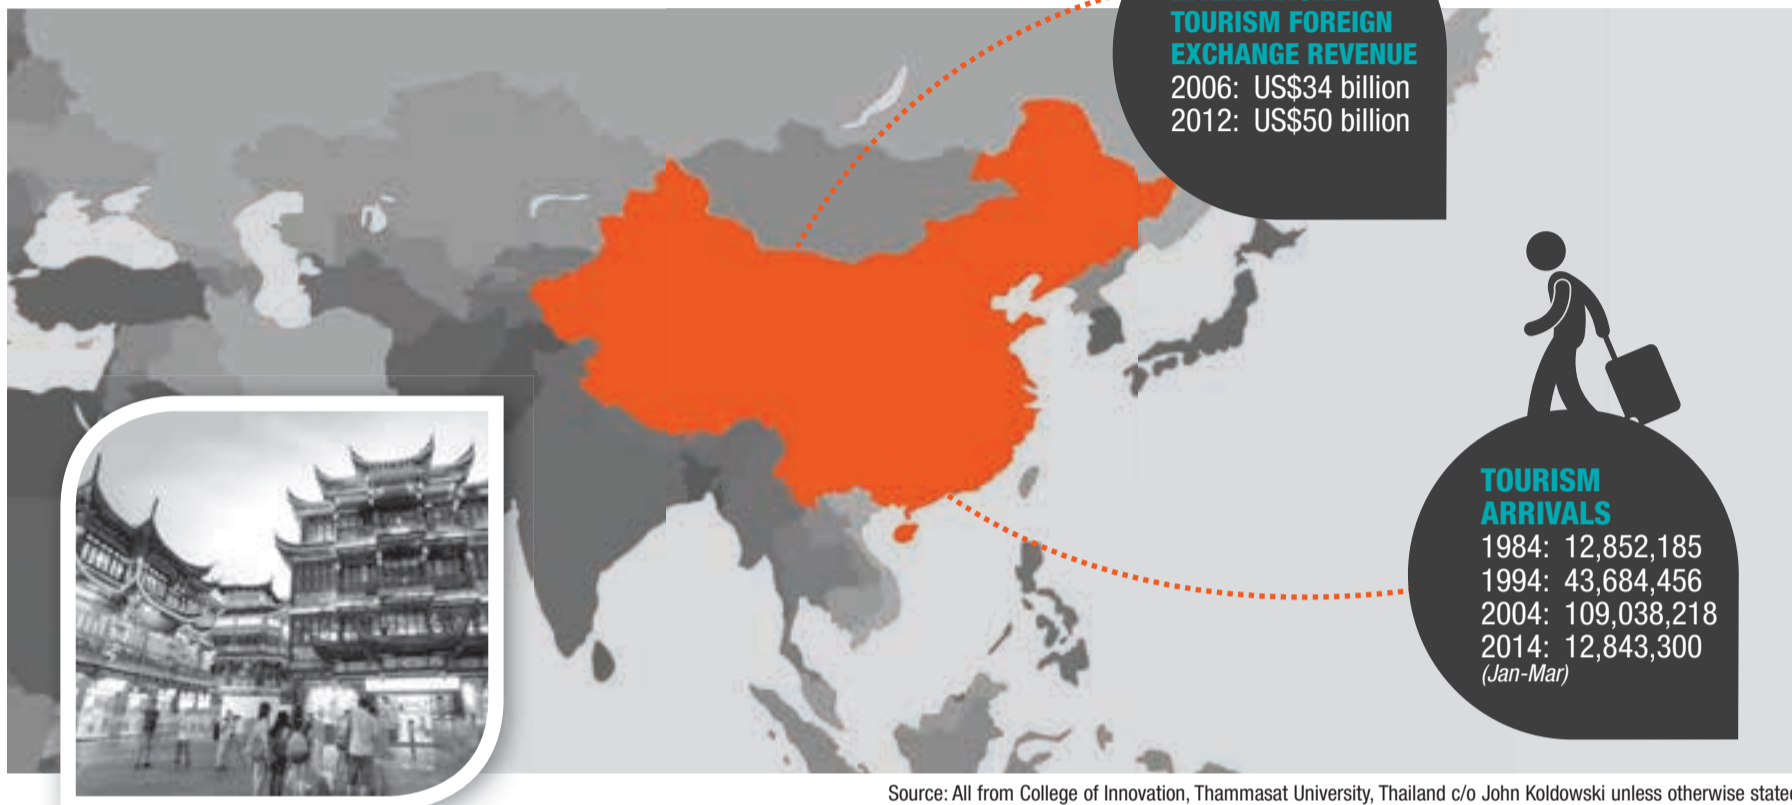 TOURISM FOREIGN
EXCHANGE REVENUE
2006: US$34 billion
2012: US$50 billion
TOURISM
ARRIVALS
1984: 12,852,185
1994: 43,684,456
2004: 109,038,218
2014: 12,843,300
(Jan-Mar)
Source: All from College of Innovation, Thammasat University, Thailand c/o John Koldowski unless otherwise state